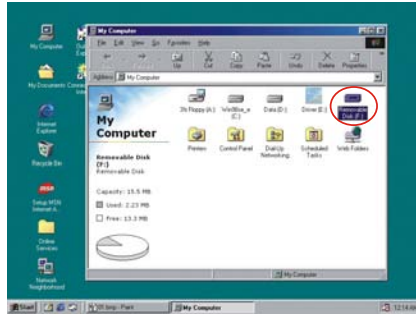 My Computer
File Edit View Go Favorites Help
Up Cut Copy Paste Undo Delete Properties
Address My Computer
My Computer
My Documents
Internet Explorer
Recycle Bin
Setup MSN Internet A...
Online Services
Network Neighborhood
My Computer
Removable Disk (F:)
Removable Disk
Capacity: 15.5 MB
Used: 2.23 MB
Free: 13.3 MB
3½ Floppy (A:)
Data (D:)
Drive (E:)
Removable Disk (F:)
Printers
Control Panel
Dial-Up Networking
Scheduled Tasks
Web Folders
My Computer
Start
My Computer
12:14 AM